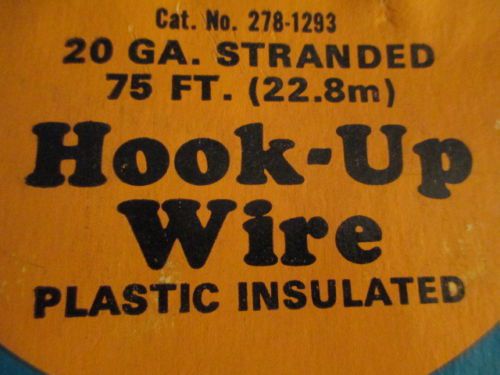 Cat. No. 278-1293
20 GA. STRANDED
75 FT. (22.8m)
Hook-Up
Wire
PLASTIC INSULATED